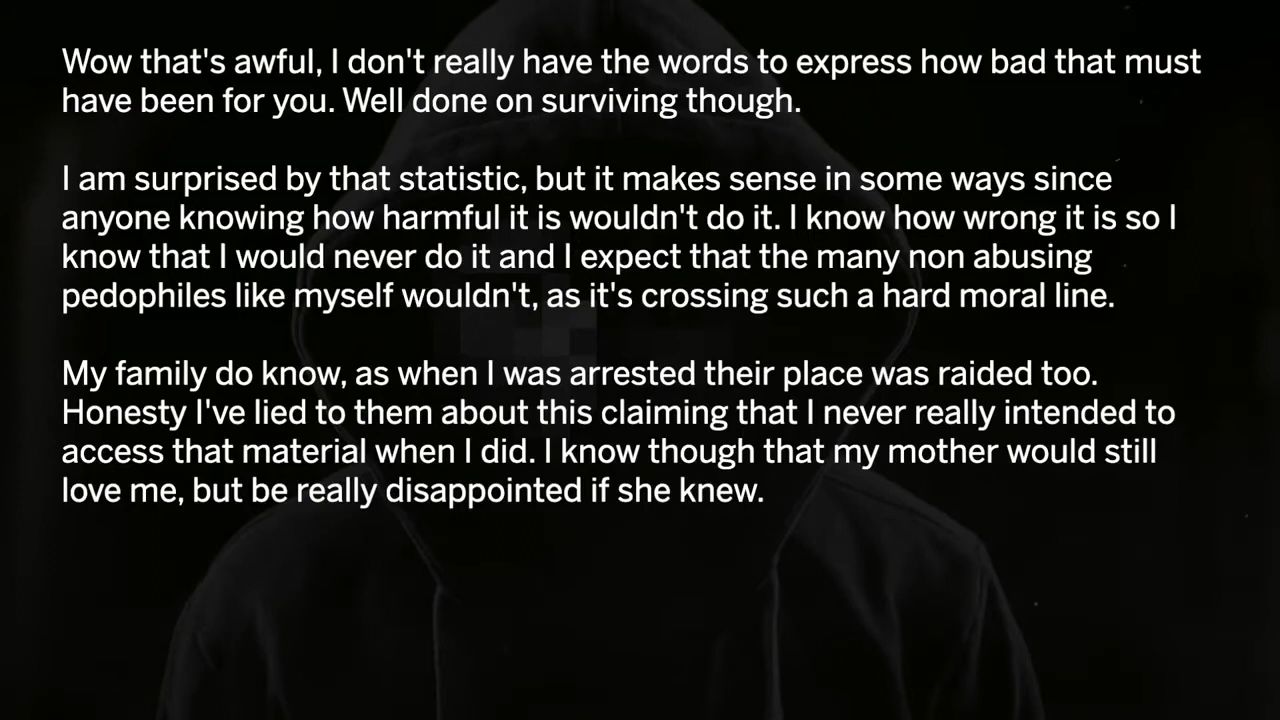 Wow that's awful, I don't really have the words to express how bad that must
have been for you. Well done on surviving though.
I am surprised by that statistic, but it makes sense in some ways since
anyone knowing how harmful it is wouldn't do it. I know how wrong it is so I
know that I would never do it and I expect that the many non abusing
pedophiles like myself wouldn't, as it's crossing such a hard moral line.
My family do know, as when I was arrested their place was raided too.
Honesty I've lied to them about this claiming that I never really intended to
access that material when I did. I know though that my mother would still
love me, but be really disappointed if she knew.